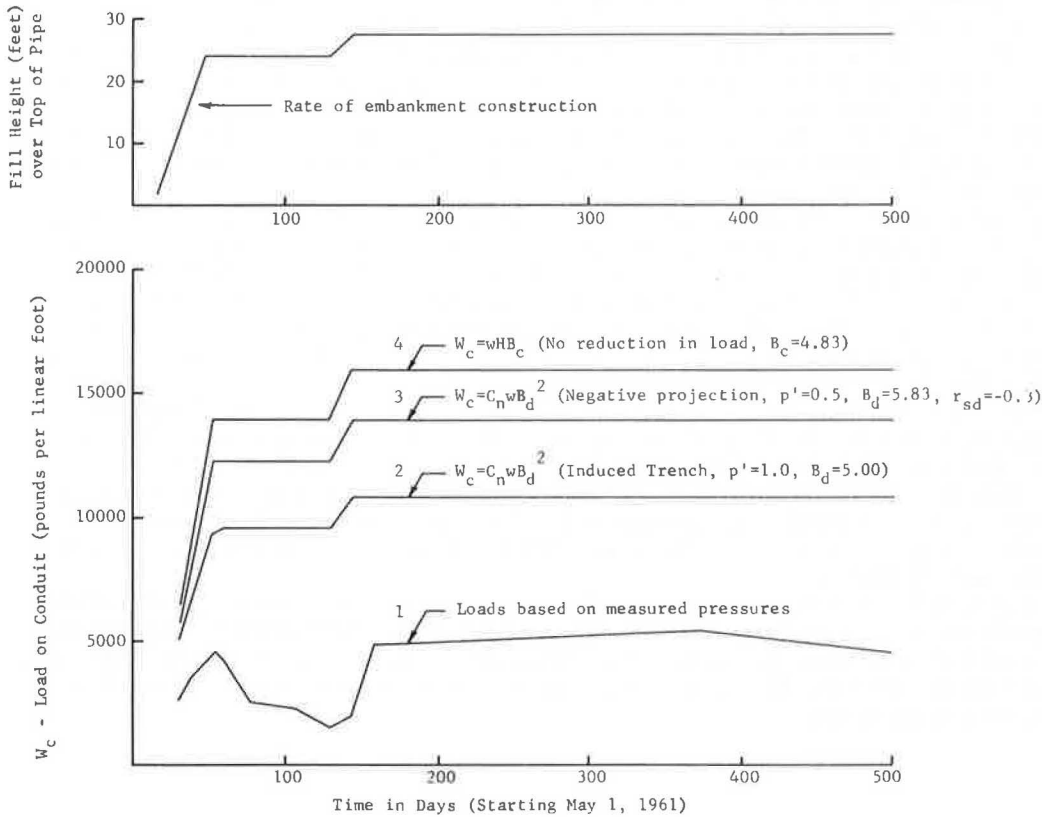 Fill Height (feet)
over Top of Pipe
30
20
10
Rate of embankment construction
100
200
300
400
500
W_c - Load on Conduit (pounds per linear foot)
20000
15000
10000
5000
4 W_c=wHB_c (No reduction in load, B_c=4.83)
3 W_c=C_nwB_d^2 (Negative projection, p'=0.5, B_d=5.83, r_sd=-0.3)
2 W_c=C_nwB_d^2 (Induced Trench, p'=1.0, B_d=5.00)
1 Loads based on measured pressures
100
200
300
400
500
Time in Days (Starting May 1, 1961)